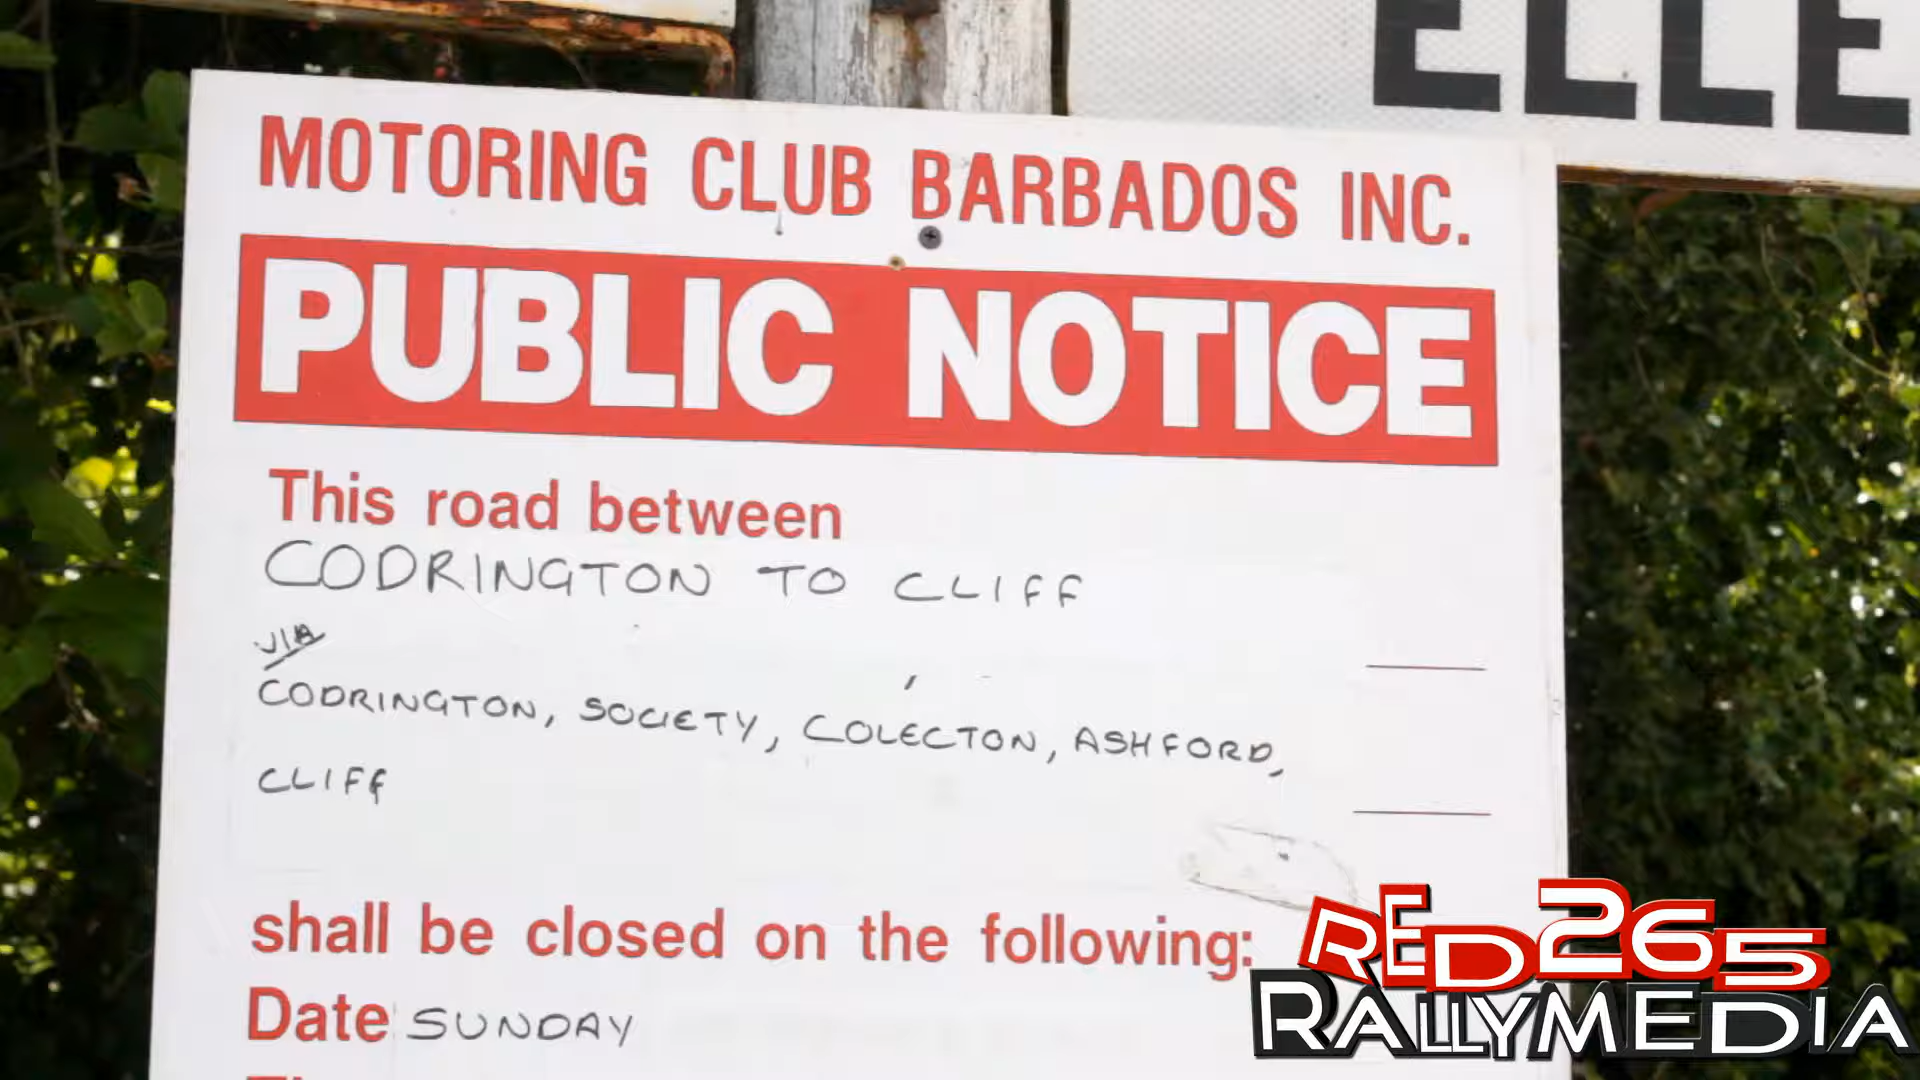 ELLE
MOTORING CLUB BARBADOS INC.
PUBLIC NOTICE
This road between
CODRINGTON TO CLIFF
VIA
CODRINGTON, SOCIETY, COLECTON, ASHFORD,
CLIFF
shall be closed on the following:
Date SUNDAY
RED265
RALLYMEDIA